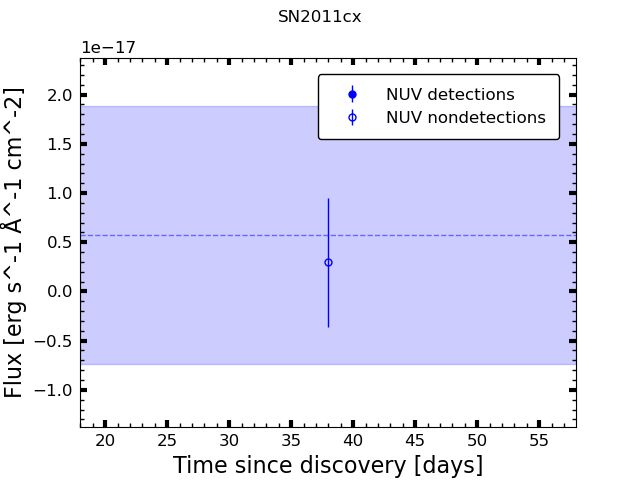 SN2011cx
1e−17
2.0
1.5
1.0
0.5
0.0
−0.5
−1.0
Flux [erg s^-1 Å^-1 cm^-2]
NUV detections
NUV nondetections
20 25 30 35 40 45 50 55
Time since discovery [days]